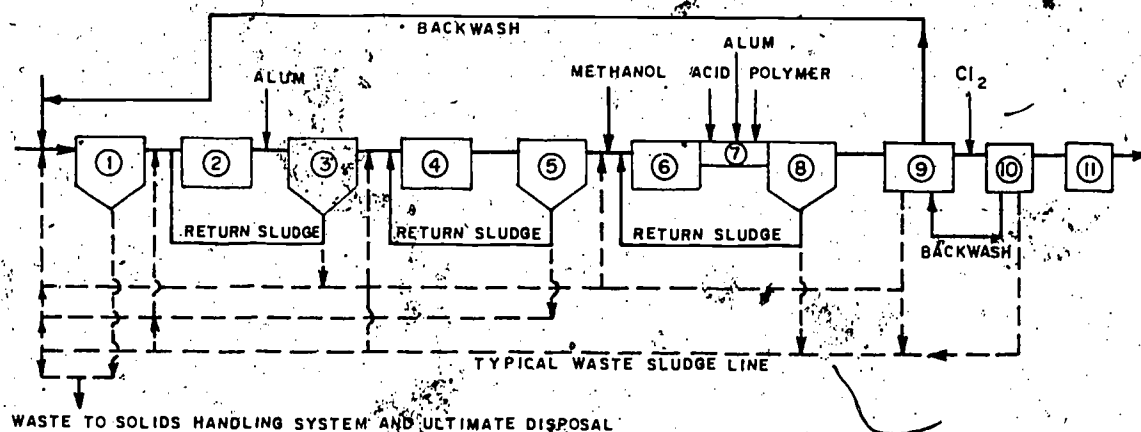 BACKWASH
ALUM
METHANOL ACID POLYMER
ALUM
Cl2
1
2
3
4
5
6
7
8
9
10
11
RETURN SLUDGE
RETURN SLUDGE
RETURN SLUDGE
BACKWASH
TYPICAL WASTE SLUDGE LINE
WASTE TO SOLIDS HANDLING SYSTEM AND ULTIMATE DISPOSAL